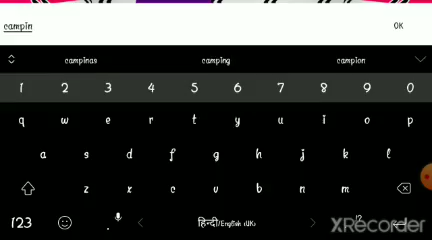 campin OK
campinas camping campion
1 2 3 4 5 6 7 8 9 0
q w e r t y u i o p
a s d f g h j k l
z x c v b n m
123 . हिन्दी/English (UK) !?
XRecorder